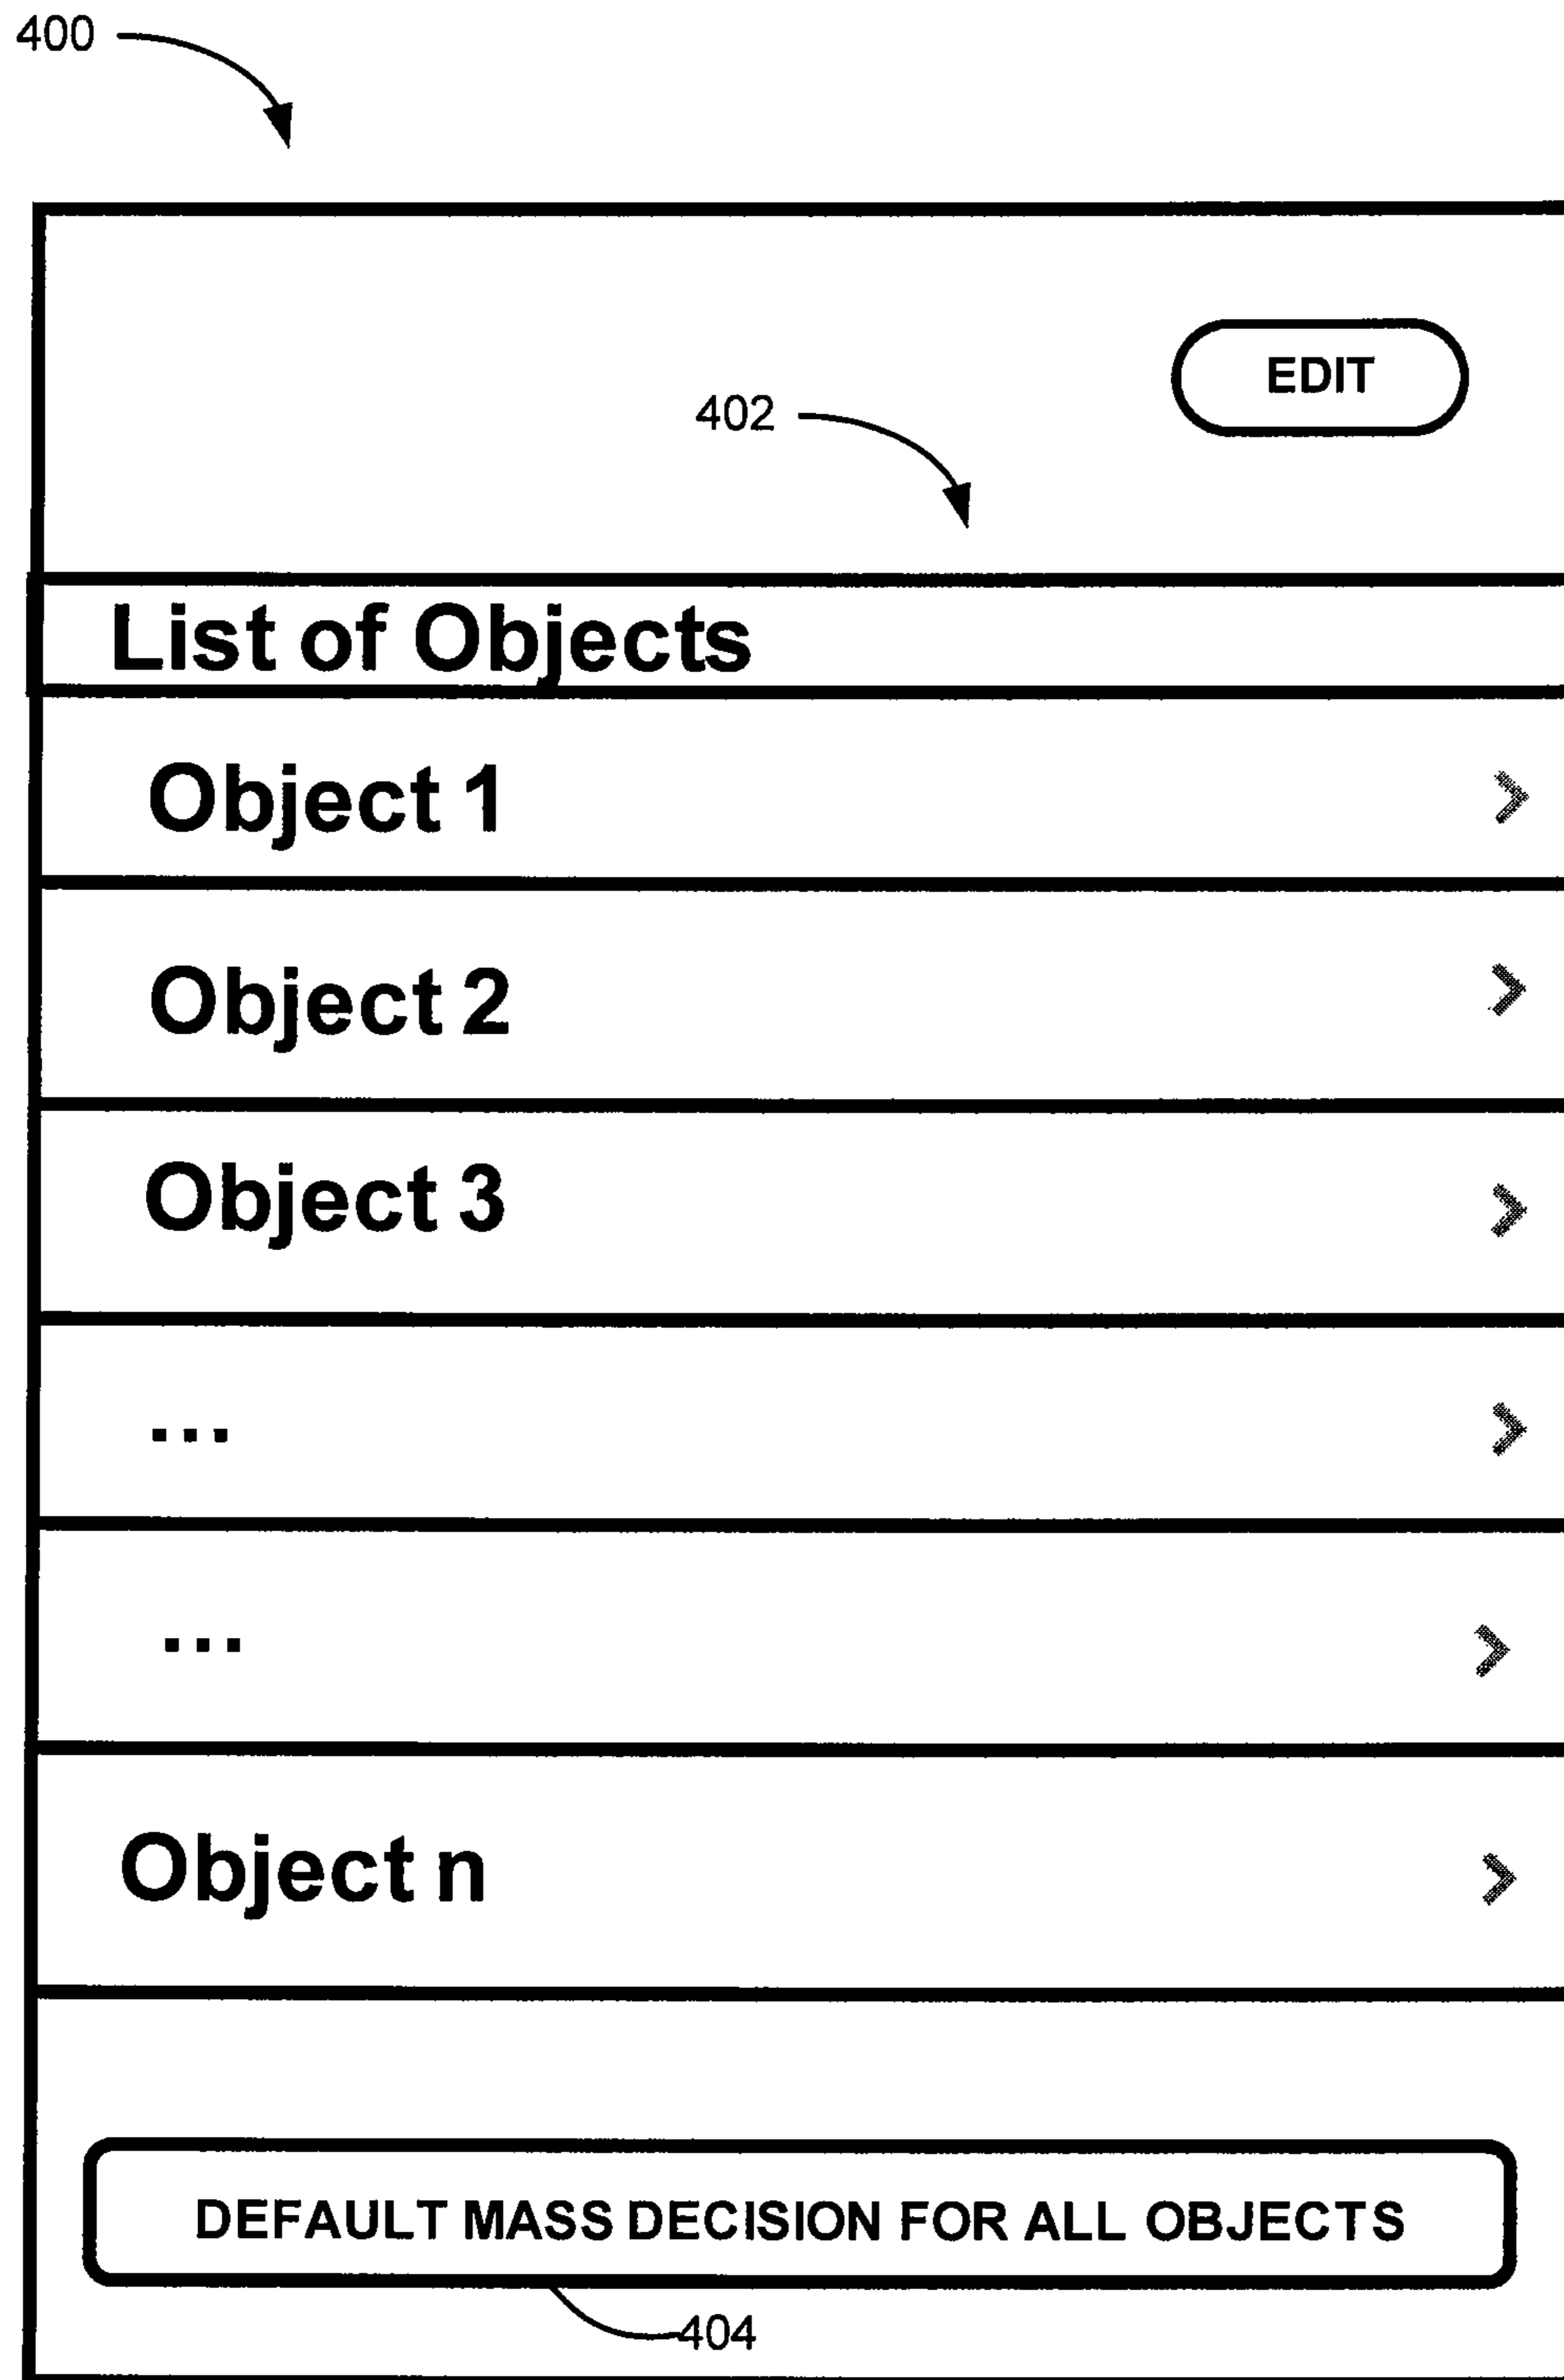 400
EDIT
402
List of Objects
Object 1
Object 2
Object 3
...
...
Object n
DEFAULT MASS DECISION FOR ALL OBJECTS
404